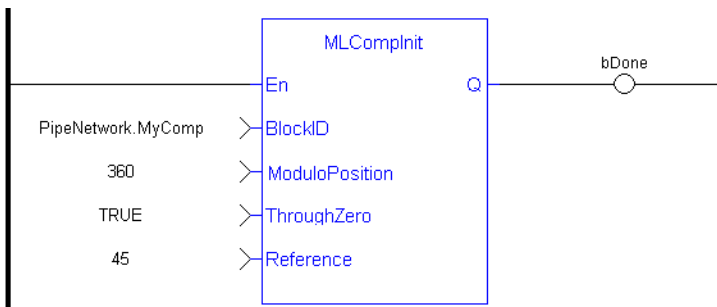 MLCompInit
bDone
En Q
PipeNetwork.MyComp BlockID
360 ModuloPosition
TRUE ThroughZero
45 Reference